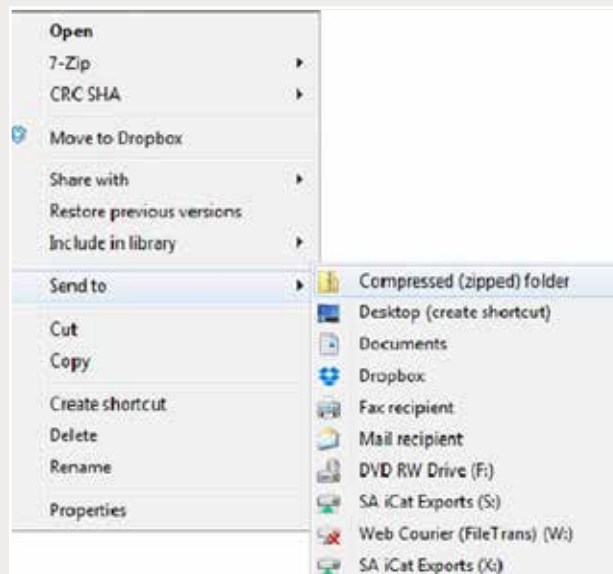 Open
7-Zip
CRC SHA
Move to Dropbox
Share with
Restore previous versions
Include in library
Send to
Cut
Copy
Create shortcut
Delete
Rename
Properties
Compressed (zipped) folder
Desktop (create shortcut)
Documents
Dropbox
Fax recipient
Mail recipient
DVD RW Drive (F:)
SA iCat Exports (S:)
Web Courier (FileTrans) (W:)
SA iCat Exports (X:)